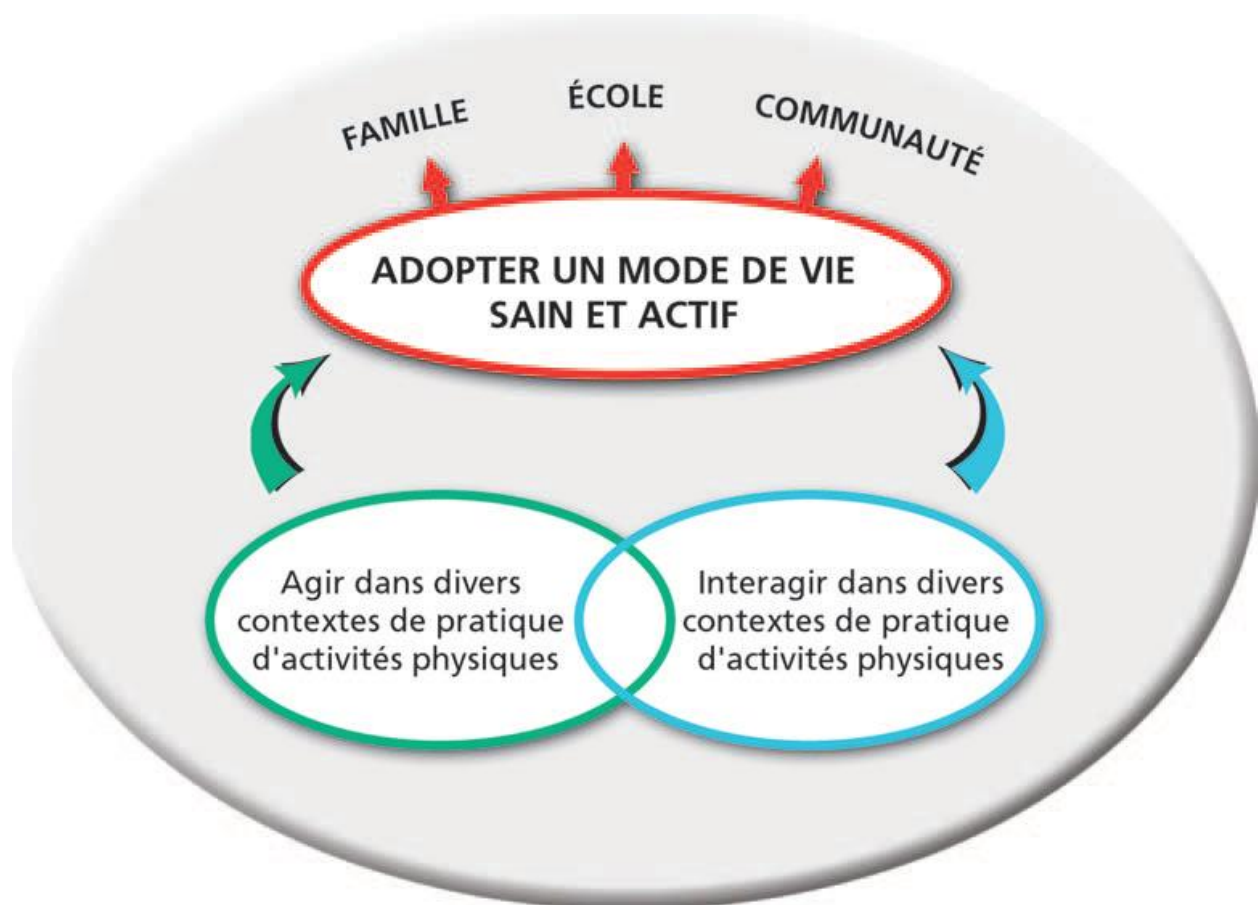 FAMILLE
ÉCOLE
COMMUNAUTÉ
ADOPTER UN MODE DE VIE
SAIN ET ACTIF
Agir dans divers
contextes de pratique
d'activités physiques
Interagir dans divers
contextes de pratique
d'activités physiques